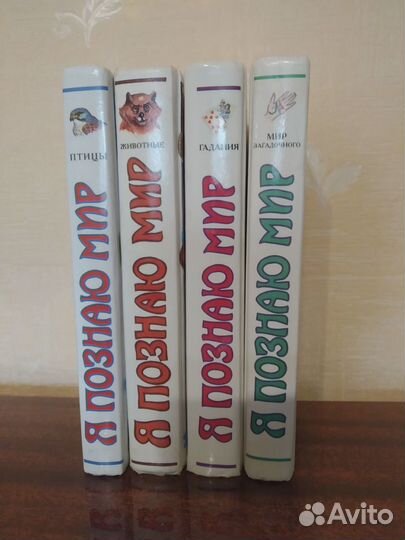 ПТИЦЫ
Я ПОЗНАЮ МИР
ЖИВОТНЫЕ
Я ПОЗНАЮ МИР
ГАДАНИЯ
Я ПОЗНАЮ МИР
МИР
ЗАГАДОЧНОГО
Я ПОЗНАЮ МИР
Avito